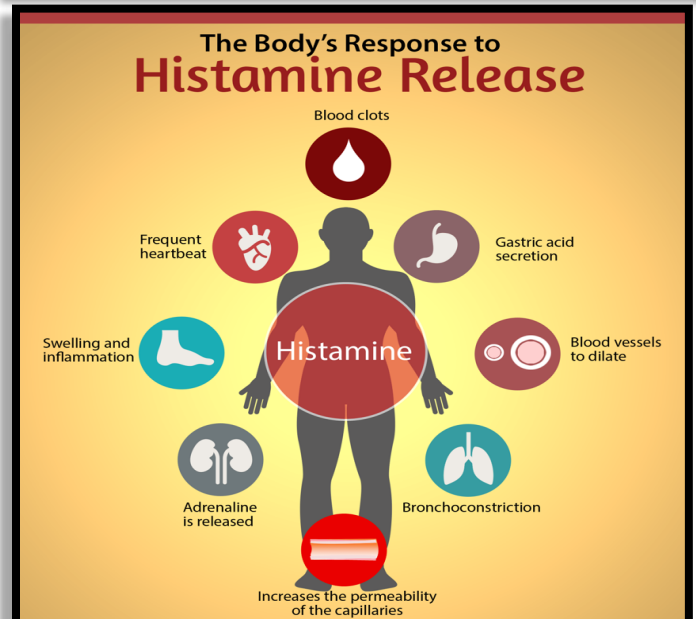 The Body's Response to
Histamine Release
Blood clots
Frequent
heartbeat
Gastric acid
secretion
Swelling and
inflammation
Histamine
Blood vessels
to dilate
Adrenaline
is released
Bronchoconstriction
Increases the permeability
of the capillaries